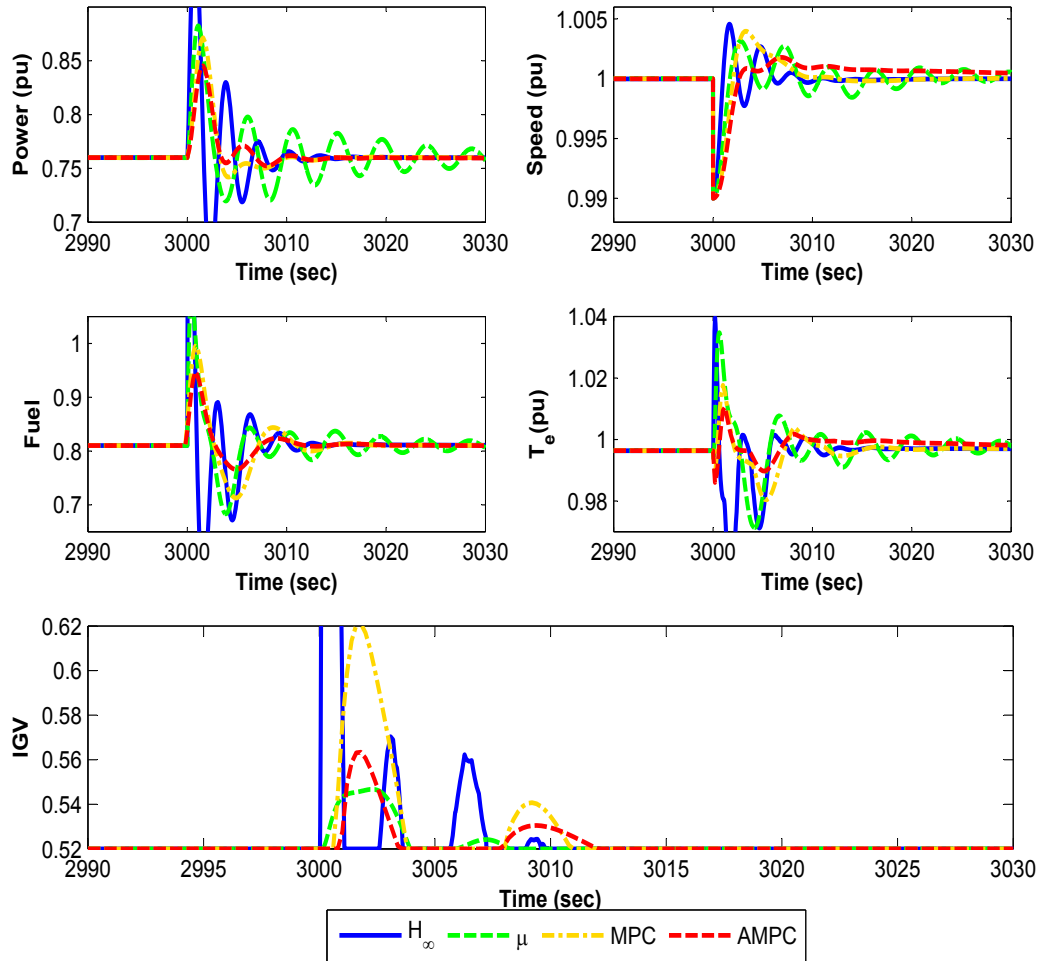 0.85
0.8
0.75
0.7
Power (pu)
2990 3000 3010 3020 3030
Time (sec)
1.005
1
0.995
0.99
Speed (pu)
2990 3000 3010 3020 3030
Time (sec)
1
0.9
0.8
0.7
Fuel
2990 3000 3010 3020 3030
Time (sec)
1.04
1.02
1
0.98
T_e(pu)
2990 3000 3010 3020 3030
Time (sec)
0.62
0.6
0.58
0.56
0.54
0.52
IGV
2990 2995 3000 3005 3010 3015 3020 3025 3030
Time (sec)
H_∞ μ MPC AMPC